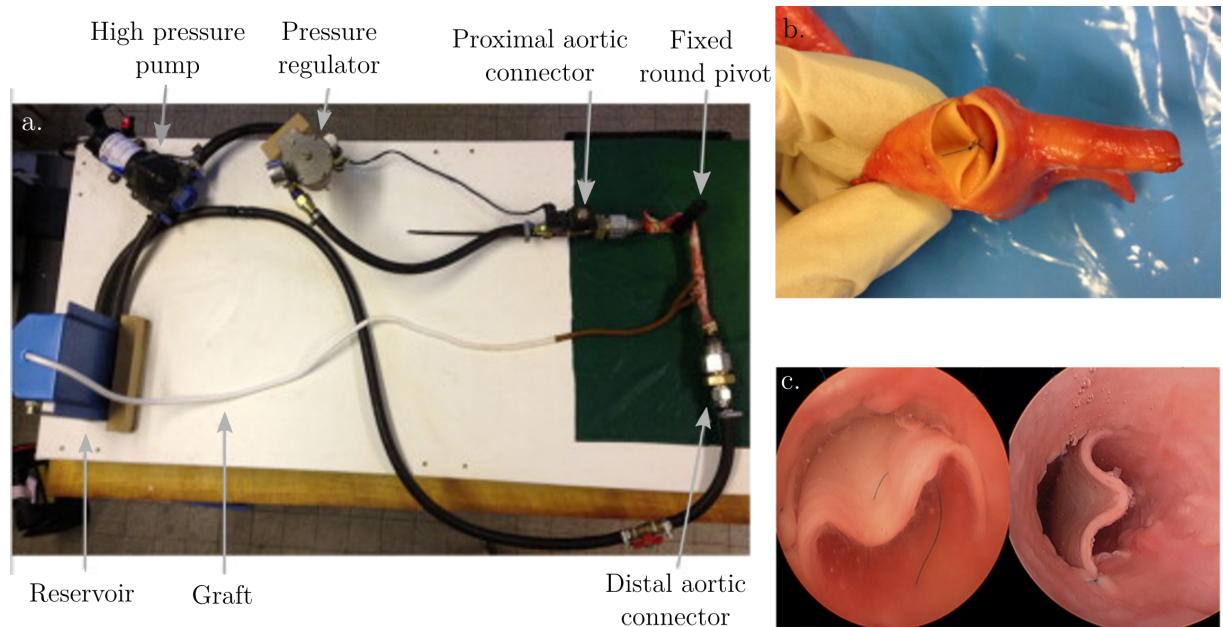 High pressure
pump
Pressure
regulator
Proximal aortic
connector
Fixed
round pivot
a.
b.
c.
Reservoir
Graft
Distal aortic
connector